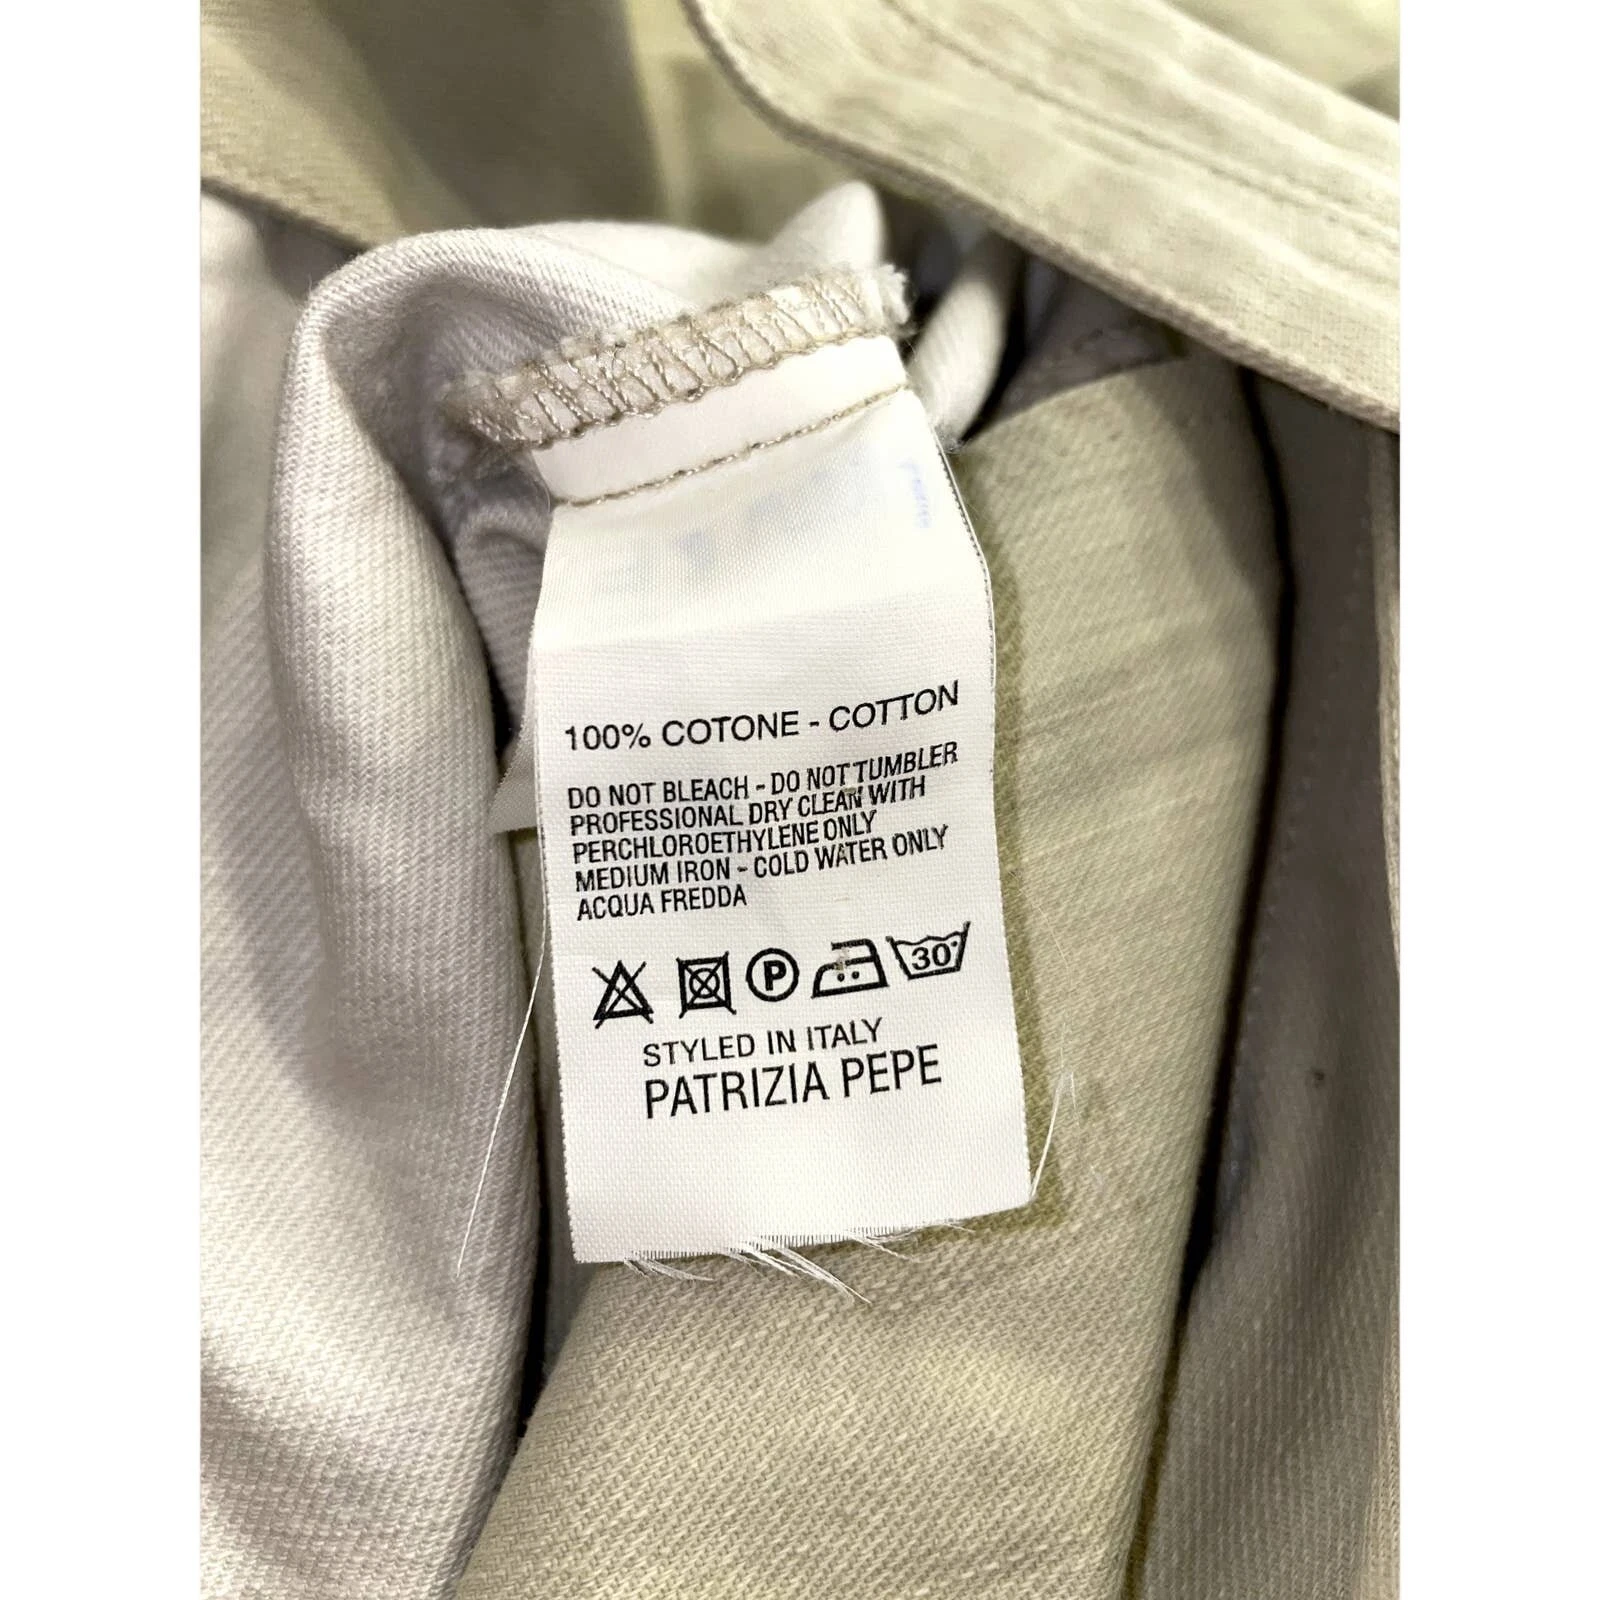 100% COTONE - COTTON
DO NOT BLEACH - DO NOT TUMBLER
PROFESSIONAL DRY CLEAN WITH
PERCHLOROETHYLENE ONLY
MEDIUM IRON - COLD WATER ONLY
ACQUA FREDDA
P 30°
STYLED IN ITALY
PATRIZIA PEPE